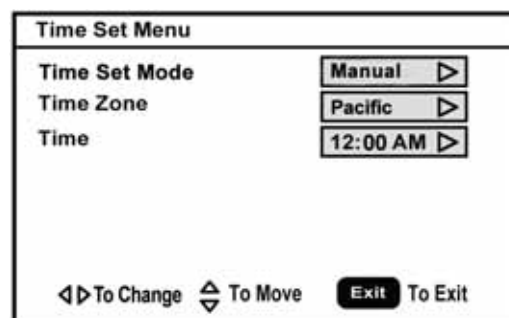 Time Set Menu
Time Set Mode Manual
Time Zone Pacific
Time 12:00 AM
To Change To Move Exit To Exit